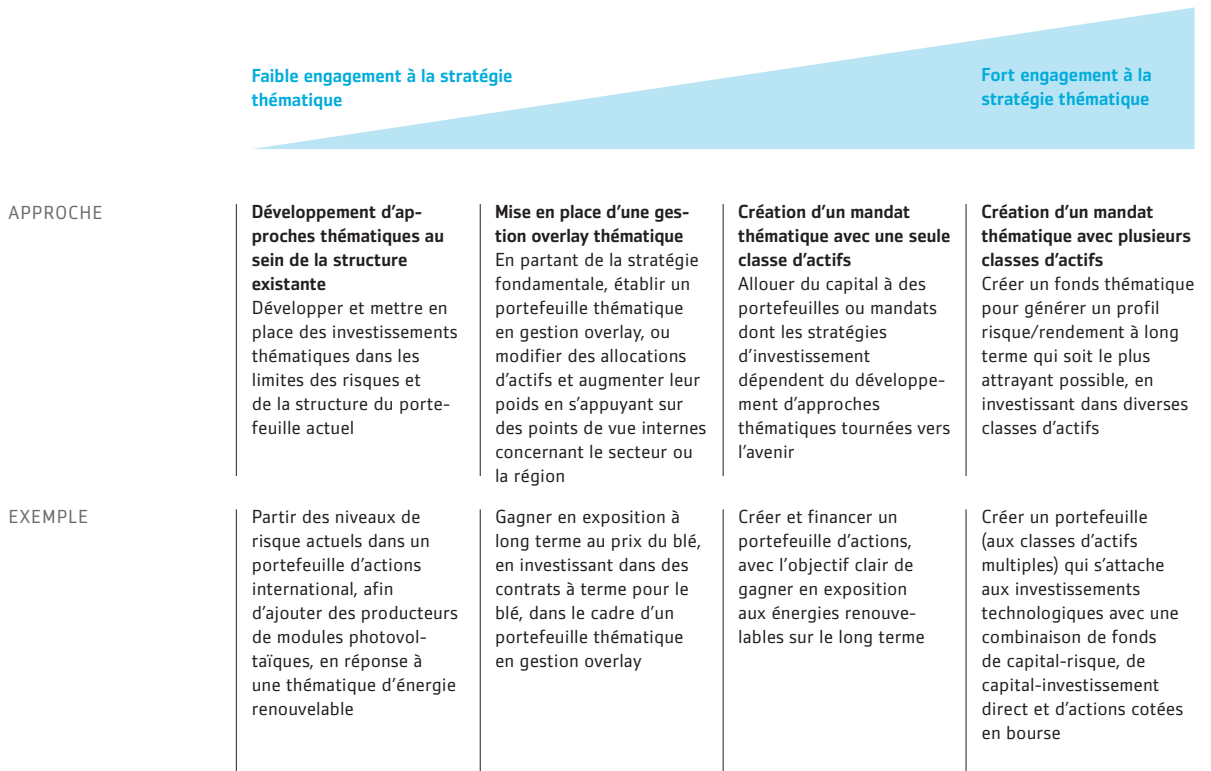 Faible engagement à la stratégie
thématique
Fort engagement à la
stratégie thématique
APPROCHE
Développement d'ap-
proches thématiques au
sein de la structure
existante
Développer et mettre en
place des investissements
thématiques dans les
limites des risques et
de la structure du porte-
feuille actuel
Mise en place d'une ges-
tion overlay thématique
En partant de la stratégie
fondamentale, établir un
portefeuille thématique
en gestion overlay, ou
modifier des allocations
d'actifs et augmenter leur
poids en s'appuyant sur
des points de vue internes
concernant le secteur ou
la région
Création d'un mandat
thématique avec une seule
classe d'actifs
Allouer du capital à des
portefeuilles ou mandats
dont les stratégies
d'investissement
dépendent du développe-
ment d'approches
thématiques tournées vers
l'avenir
Création d'un mandat
thématique avec plusieurs
classes d'actifs
Créer un fonds thématique
pour générer un profil
risque/rendement à long
terme qui soit le plus
attrayant possible, en
investissant dans diverses
classes d'actifs
EXEMPLE
Partir des niveaux de
risque actuels dans un
portefeuille d'actions
international, afin
d'ajouter des producteurs
de modules photovol-
taïques, en réponse à
une thématique d'énergie
renouvelable
Gagner en exposition à
long terme au prix du blé,
en investissant dans des
contrats à terme pour le
blé, dans le cadre d'un
portefeuille thématique
en gestion overlay
Créer et financer un
portefeuille d'actions,
avec l'objectif clair de
gagner en exposition
aux énergies renouve-
lables sur le long terme
Créer un portefeuille
(aux classes d'actifs
multiples) qui s'attache
aux investissements
technologiques avec une
combinaison de fonds
de capital-risque, de
capital-investissement
direct et d'actions cotées
en bourse